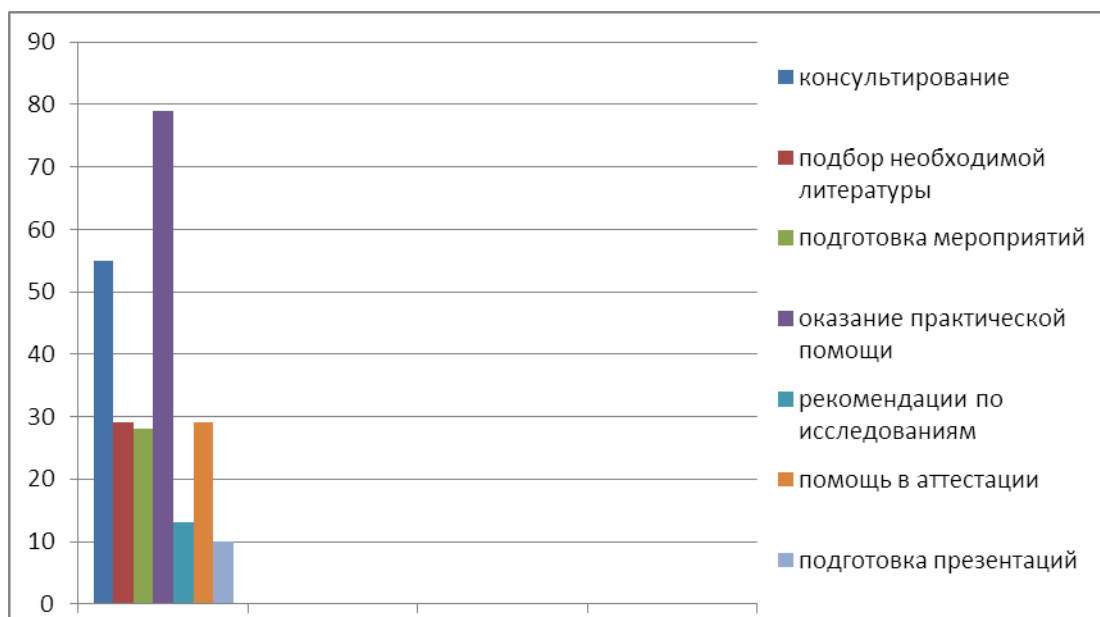 90
80
70
60
50
40
30
20
10
0
консультирование
подбор необходимой
литературы
подготовка мероприятий
оказание практической
помощи
рекомендации по
исследованиям
помощь в аттестации
подготовка презентаций